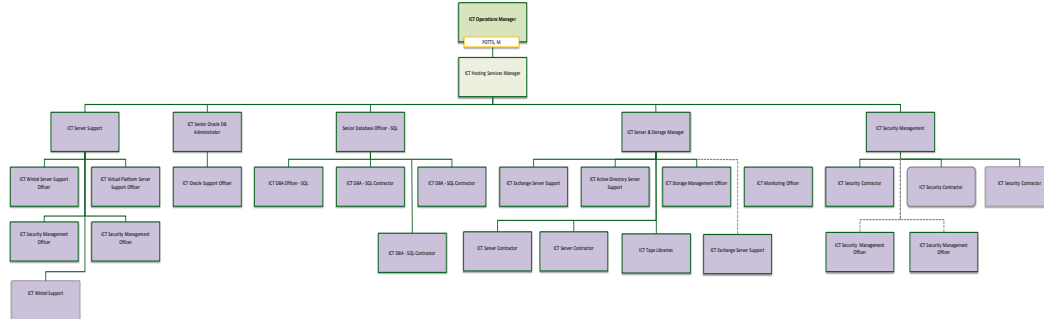 ICT Operations Manager
POTTS, M
ICT Hosting Services Manager
ICT Server Support
ICT Senior Oracle DB
Administrator
Senior Database Officer - SQL
ICT Server & Storage Manager
ICT Security Management
ICT Wintel Server Support
Officer
ICT Virtual Platform Server
Support Officer
ICT Oracle Support Officer
ICT DBA Officer - SQL
ICT DBA - SQL Contractor
ICT DBA - SQL Contractor
ICT Exchange Server Support
ICT Active Directory Server
Support
ICT Storage Management Officer
ICT Monitoring Officer
ICT Security Contractor
ICT Security Contractor
ICT Security Contractor
ICT Security Management
Officer
ICT Security Management
Officer
ICT DBA - SQL Contractor
ICT Server Contractor
ICT Server Contractor
ICT Tape Librarian
ICT Exchange Server Support
ICT Security Management
Officer
ICT Security Management
Officer
ICT Wintel Support